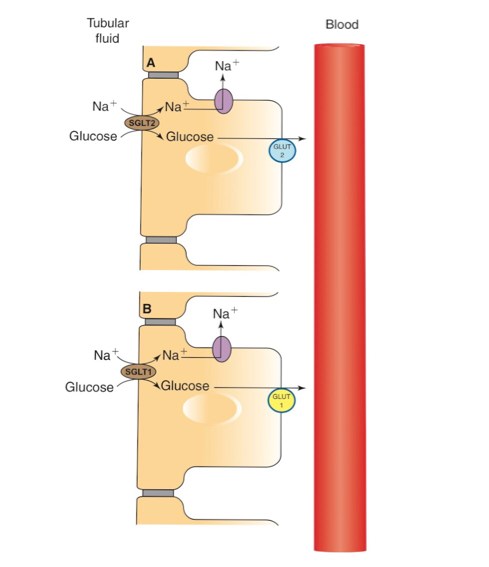 Tubular
fluid
Blood
A
Na+
Na+
Na+
SGLT2
Glucose
Glucose
GLUT
2
B
Na+
Na+
Na+
SGLT1
Glucose
Glucose
GLUT
1